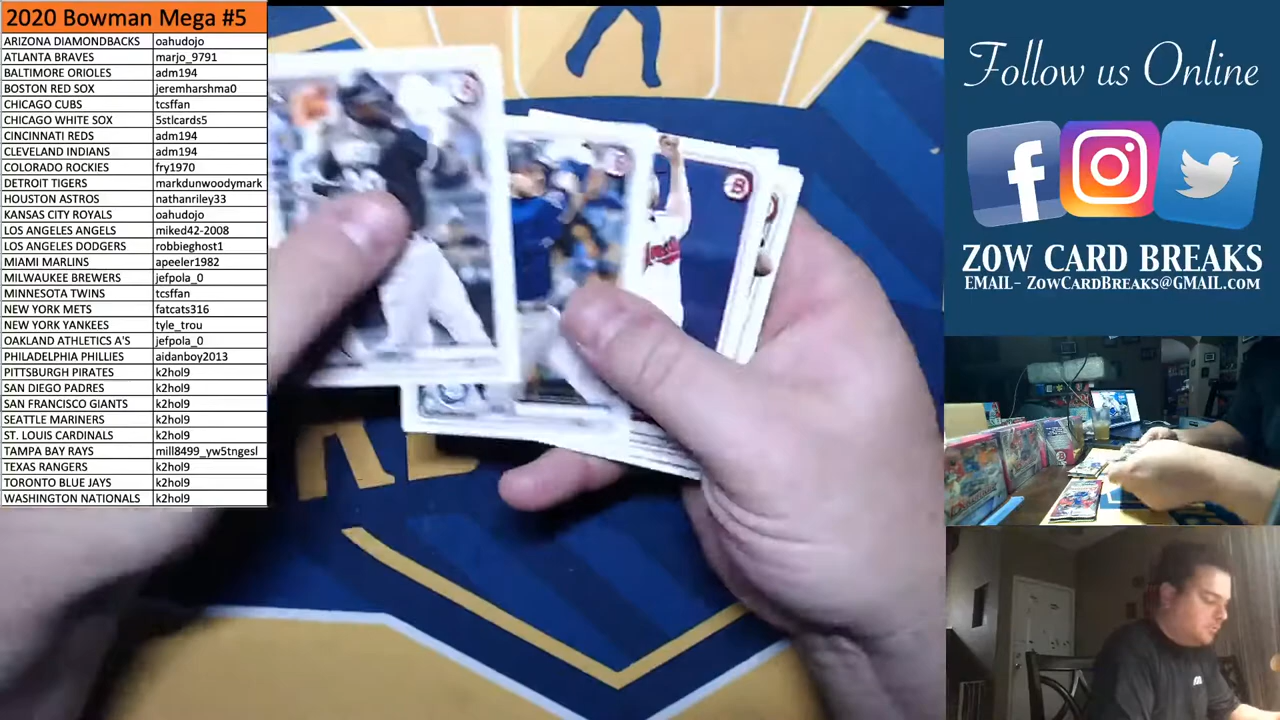 2020 Bowman Mega #5
ARIZONA DIAMONDBACKS oahudojo
ATLANTA BRAVES marjo_9791
BALTIMORE ORIOLES adm194
BOSTON RED SOX jeremharshma0
CHICAGO CUBS tcsffan
CHICAGO WHITE SOX 5stlcards5
CINCINNATI REDS adm194
CLEVELAND INDIANS adm194
COLORADO ROCKIES fry1970
DETROIT TIGERS markdunwoodymark
HOUSTON ASTROS nathanriley33
KANSAS CITY ROYALS oahudojo
LOS ANGELES ANGELS miked42-2008
LOS ANGELES DODGERS robbieghost1
MIAMI MARLINS apeeler1982
MILWAUKEE BREWERS jefpola_0
MINNESOTA TWINS tcsffan
NEW YORK METS fatcats316
NEW YORK YANKEES tyle_trou
OAKLAND ATHLETICS A'S jefpola_0
PHILADELPHIA PHILLIES aidanboy2013
PITTSBURGH PIRATES k2hol9
SAN DIEGO PADRES k2hol9
SAN FRANCISCO GIANTS k2hol9
SEATTLE MARINERS k2hol9
ST. LOUIS CARDINALS k2hol9
TAMPA BAY RAYS mill8499_yw5tngesl
TEXAS RANGERS k2hol9
TORONTO BLUE JAYS k2hol9
WASHINGTON NATIONALS k2hol9
Follow us Online
ZOW CARD BREAKS
EMAIL- ZOWCARDBREAKS@GMAIL.COM